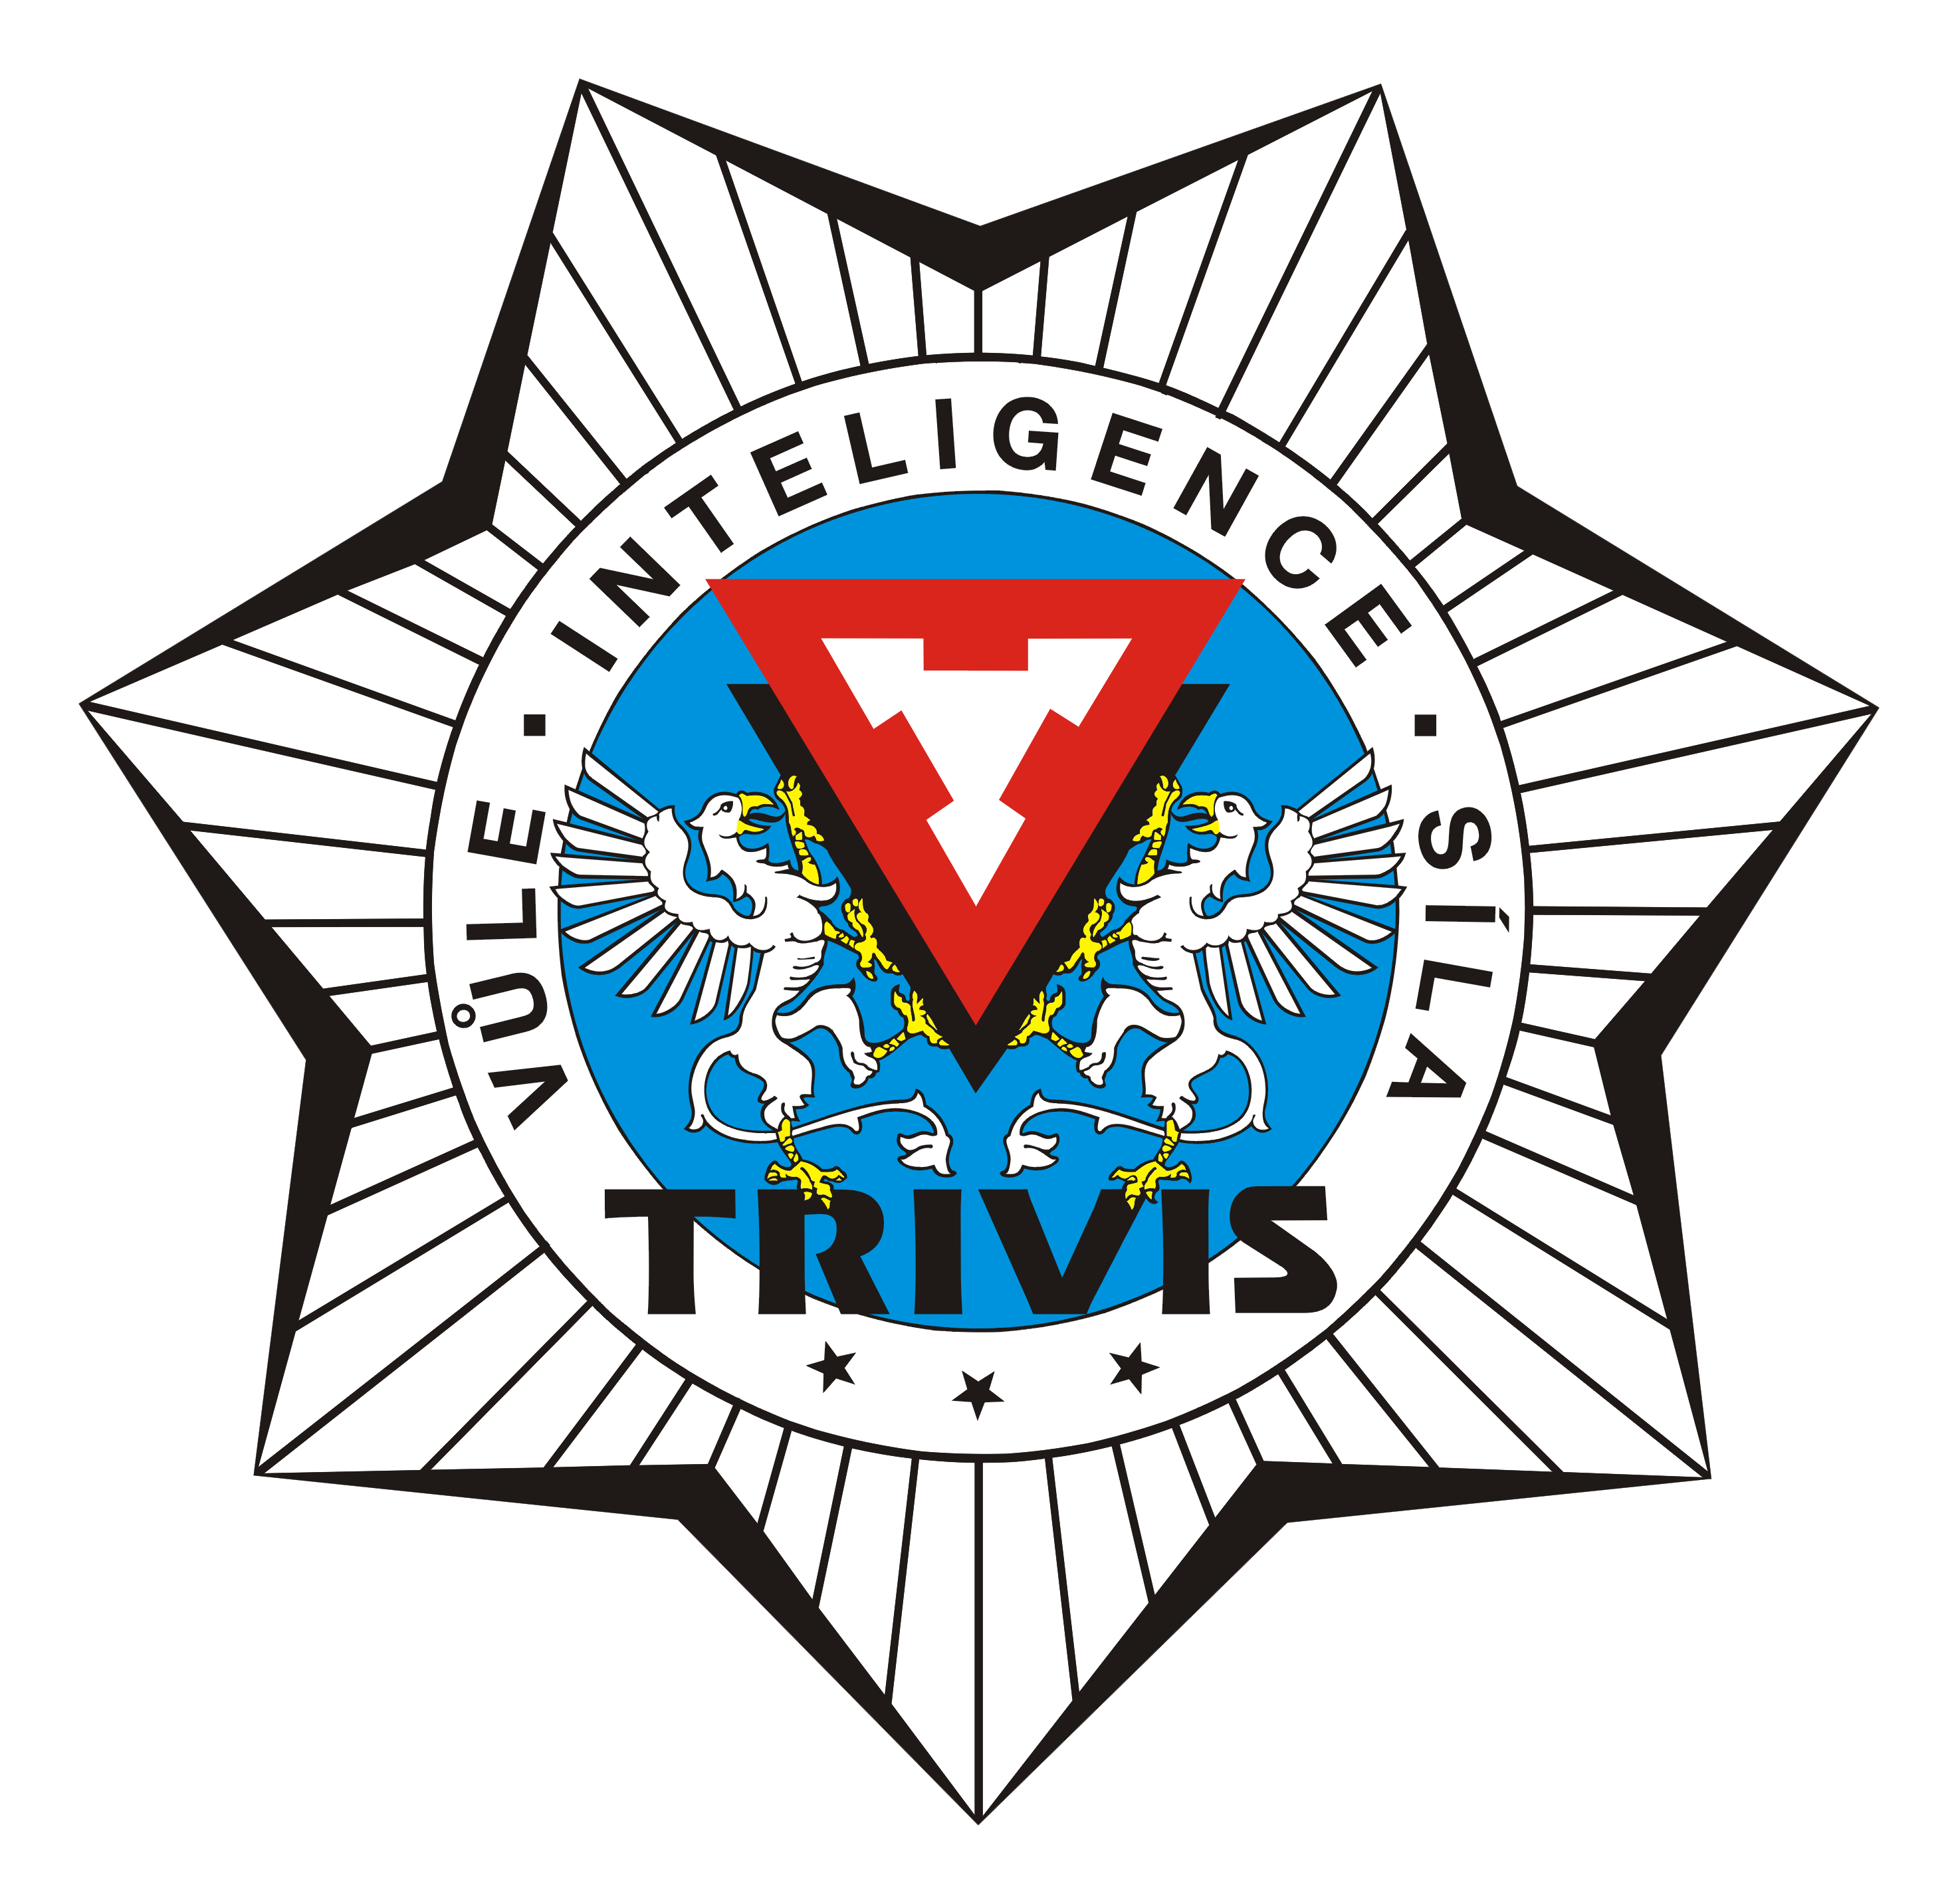 VŮLE ▪ INTELIGENCE ▪ SÍLA
TRIVIS